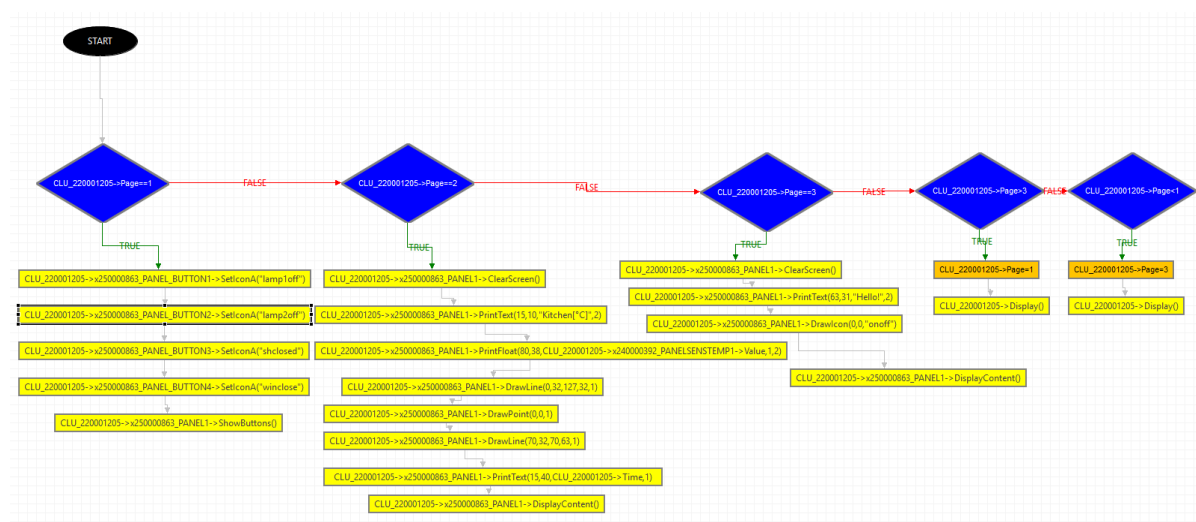 START
CLU_220001205->Page==1
FALSE
CLU_220001205->Page==2
FALSE
CLU_220001205->Page==3
FALSE
CLU_220001205->Page>3
FALSE
CLU_220001205->Page<1
TRUE
CLU_220001205->x250000863_PANEL_BUTTON1->SetIconA("lamp1off")
CLU_220001205->x250000863_PANEL_BUTTON2->SetIconA("lamp2off")
CLU_220001205->x250000863_PANEL_BUTTON3->SetIconA("shclosed")
CLU_220001205->x250000863_PANEL_BUTTON4->SetIconA("winclose")
CLU_220001205->x250000863_PANEL1->ShowButtons()
TRUE
CLU_220001205->x250000863_PANEL1->ClearScreen()
CLU_220001205->x250000863_PANEL1->PrintText(15,10,"Kitchen[°C]",2)
CLU_220001205->x250000863_PANEL1->PrintFloat(80,38,CLU_220001205->x240000392_PANELSENSTEMP1->Value,1,2)
CLU_220001205->x250000863_PANEL1->DrawLine(0,32,127,32,1)
CLU_220001205->x250000863_PANEL1->DrawPoint(0,0,1)
CLU_220001205->x250000863_PANEL1->DrawLine(70,32,70,63,1)
CLU_220001205->x250000863_PANEL1->PrintText(15,40,CLU_220001205->Time,1)
CLU_220001205->x250000863_PANEL1->DisplayContent()
TRUE
CLU_220001205->x250000863_PANEL1->ClearScreen()
CLU_220001205->x250000863_PANEL1->PrintText(63,31,"Hello!",2)
CLU_220001205->x250000863_PANEL1->DrawIcon(0,0,"onoff")
CLU_220001205->x250000863_PANEL1->DisplayContent()
TRUE
CLU_220001205->Page=1
CLU_220001205->Display()
TRUE
CLU_220001205->Page=3
CLU_220001205->Display()